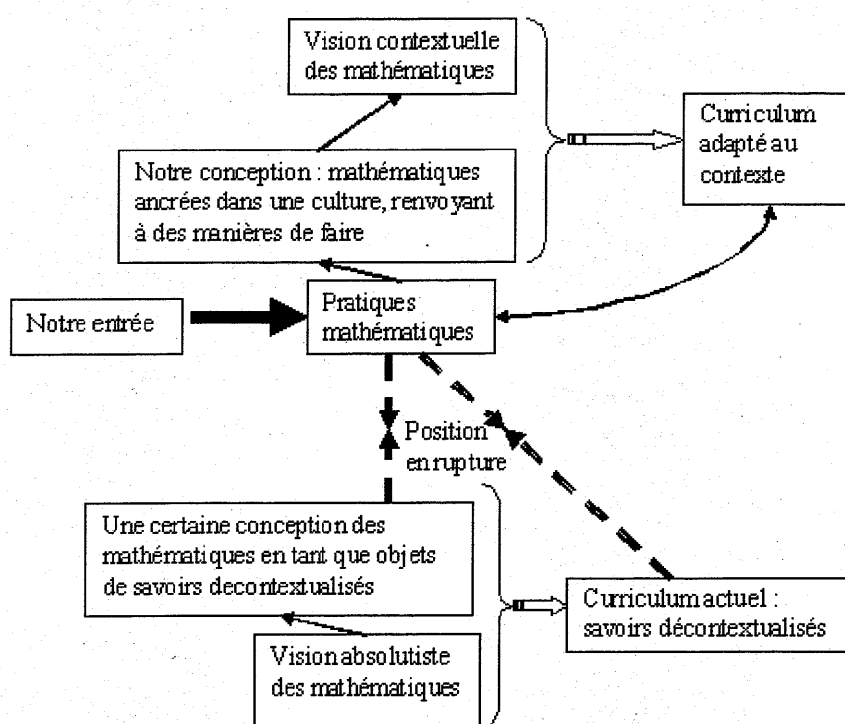 Vision contextuelle
des mathématiques
Curriculum
adapté au
contexte
Notre conception : mathématiques
ancrées dans une culture, renvoyant
à des manières de faire
Notre entrée
Pratiques
mathématiques
Position
en rupture
Une certaine conception des
mathématiques en tant que objets
de savoirs decontextualisés
Curriculum actuel :
savoirs décontextualisés
Vision absolutiste
des mathématiques